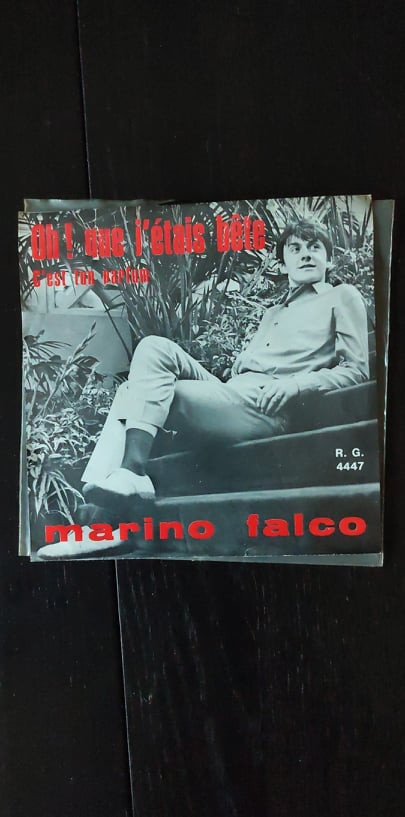 Oh ! que j'étais bête
C'est ton parfum
R. G.
4447
marino falco